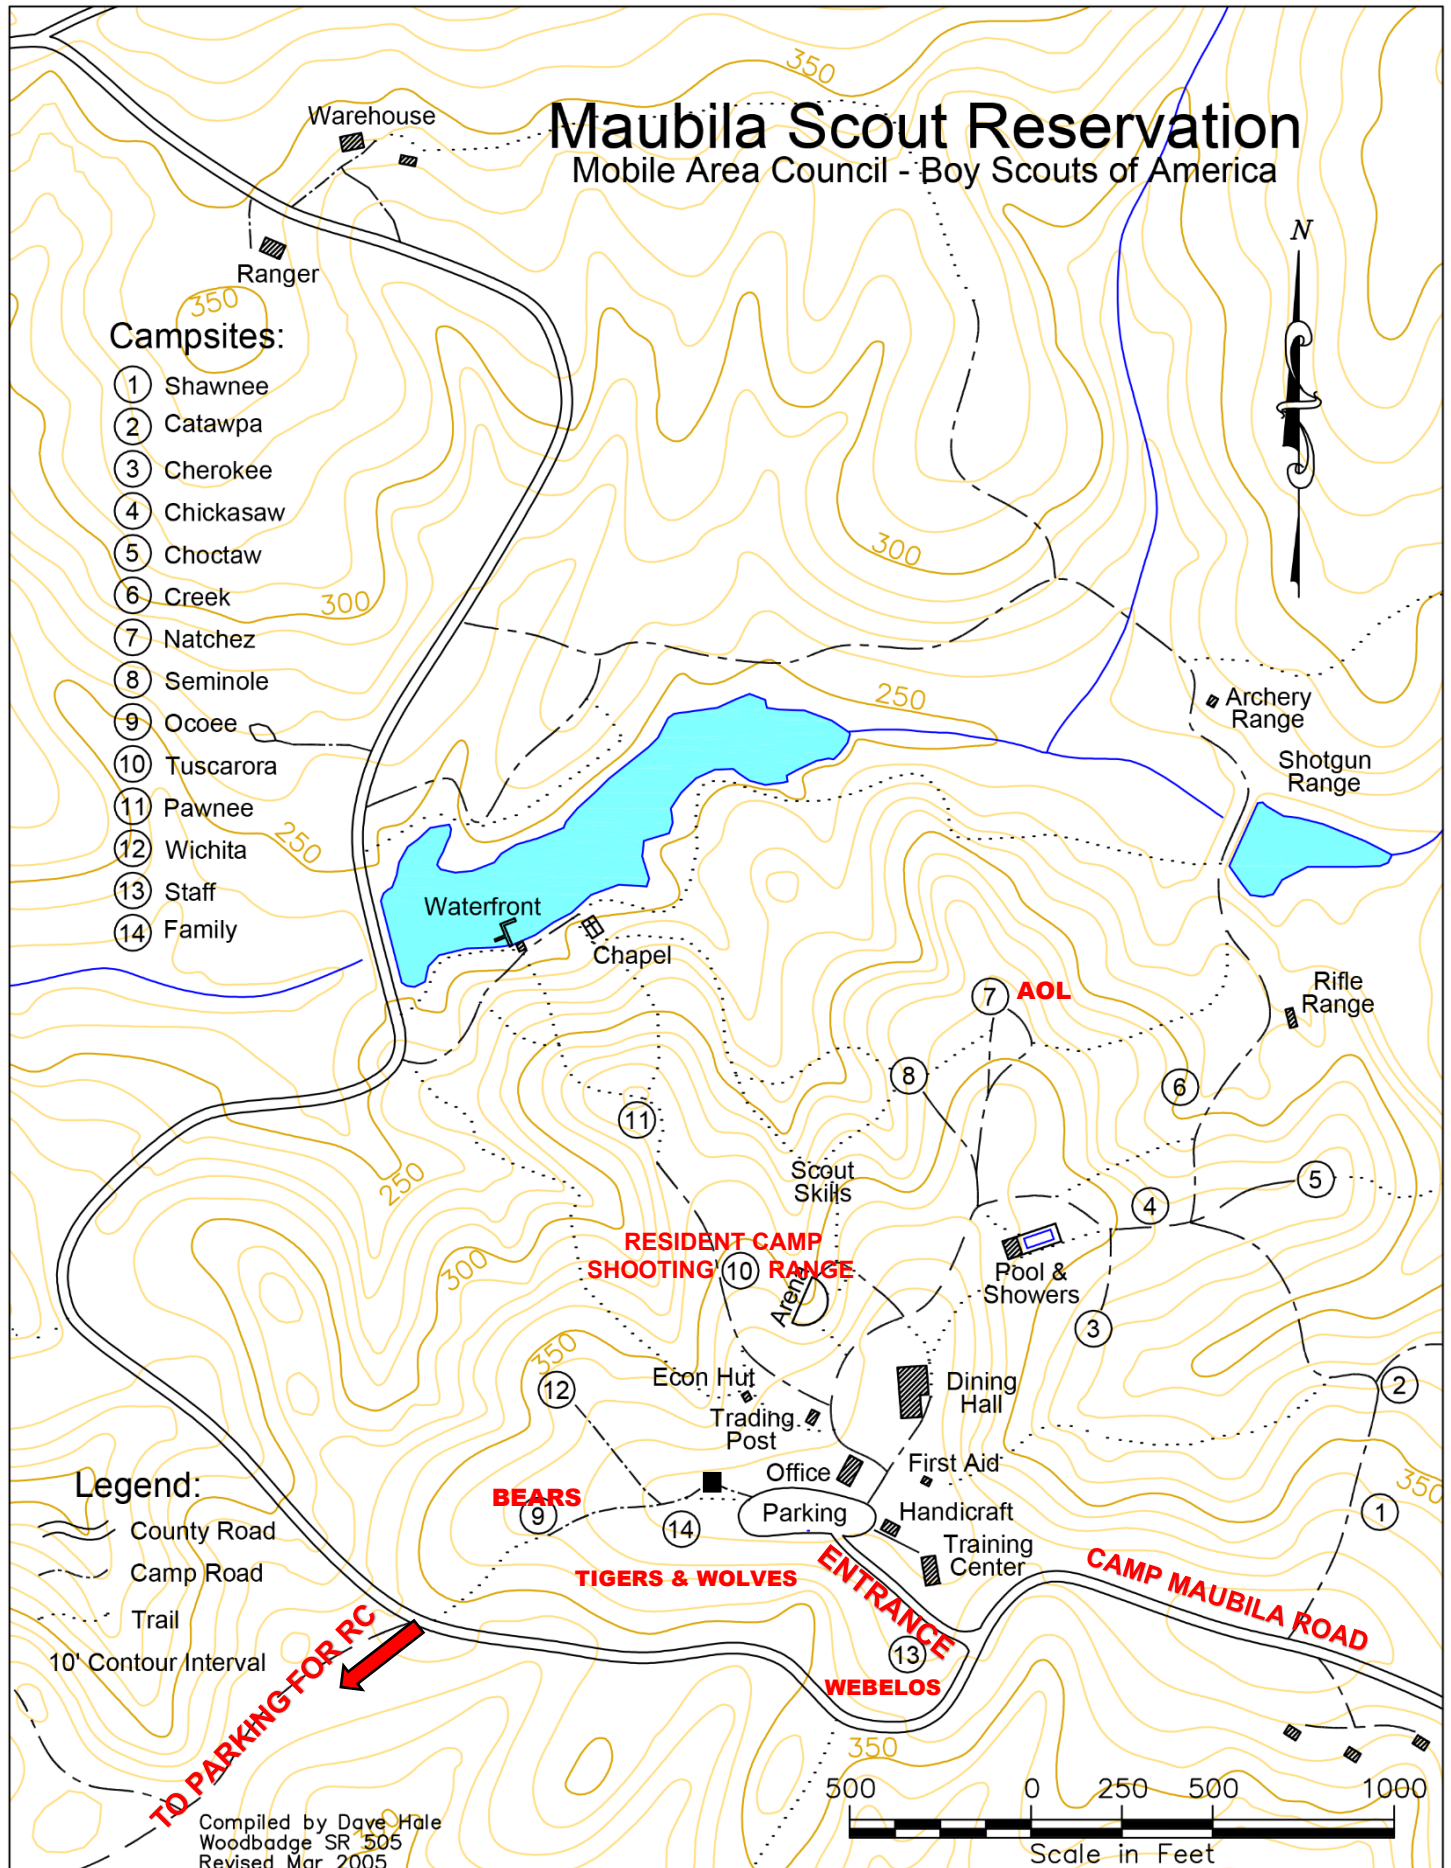 350
Warehouse
Maubila Scout Reservation
Mobile Area Council - Boy Scouts of America
N
Ranger
350
Campsites:
1 Shawnee
2 Catawpa
3 Cherokee
4 Chickasaw
5 Choctaw
6 Creek
7 Natchez
8 Seminole
9 Ocoee
10 Tuscarora
11 Pawnee
12 Wichita
13 Staff
14 Family
300
300
250
Archery
Range
Shotgun
Range
250
Waterfront
Chapel
Rifle
Range
7 AOL
8
6
11
Scout
Skills
250
5
4
RESIDENT CAMP
SHOOTING 10 RANGE
Arena
300
Pool &
Showers
3
350
12
Econ Hut
Dining
Hall
2
Trading
Post
Office
First Aid
350
BEARS
9
14
Parking
Handicraft
1
Training
Center
TIGERS & WOLVES
ENTRANCE
CAMP MAUBILA ROAD
Legend:
County Road
Camp Road
Trail
10' Contour Interval
TO PARKING FOR RC
13
WEBELOS
350
350
500 0 250 500 1000
Scale in Feet
Compiled by Dave Hale
Woodbadge SR 505
Revised Mar 2005